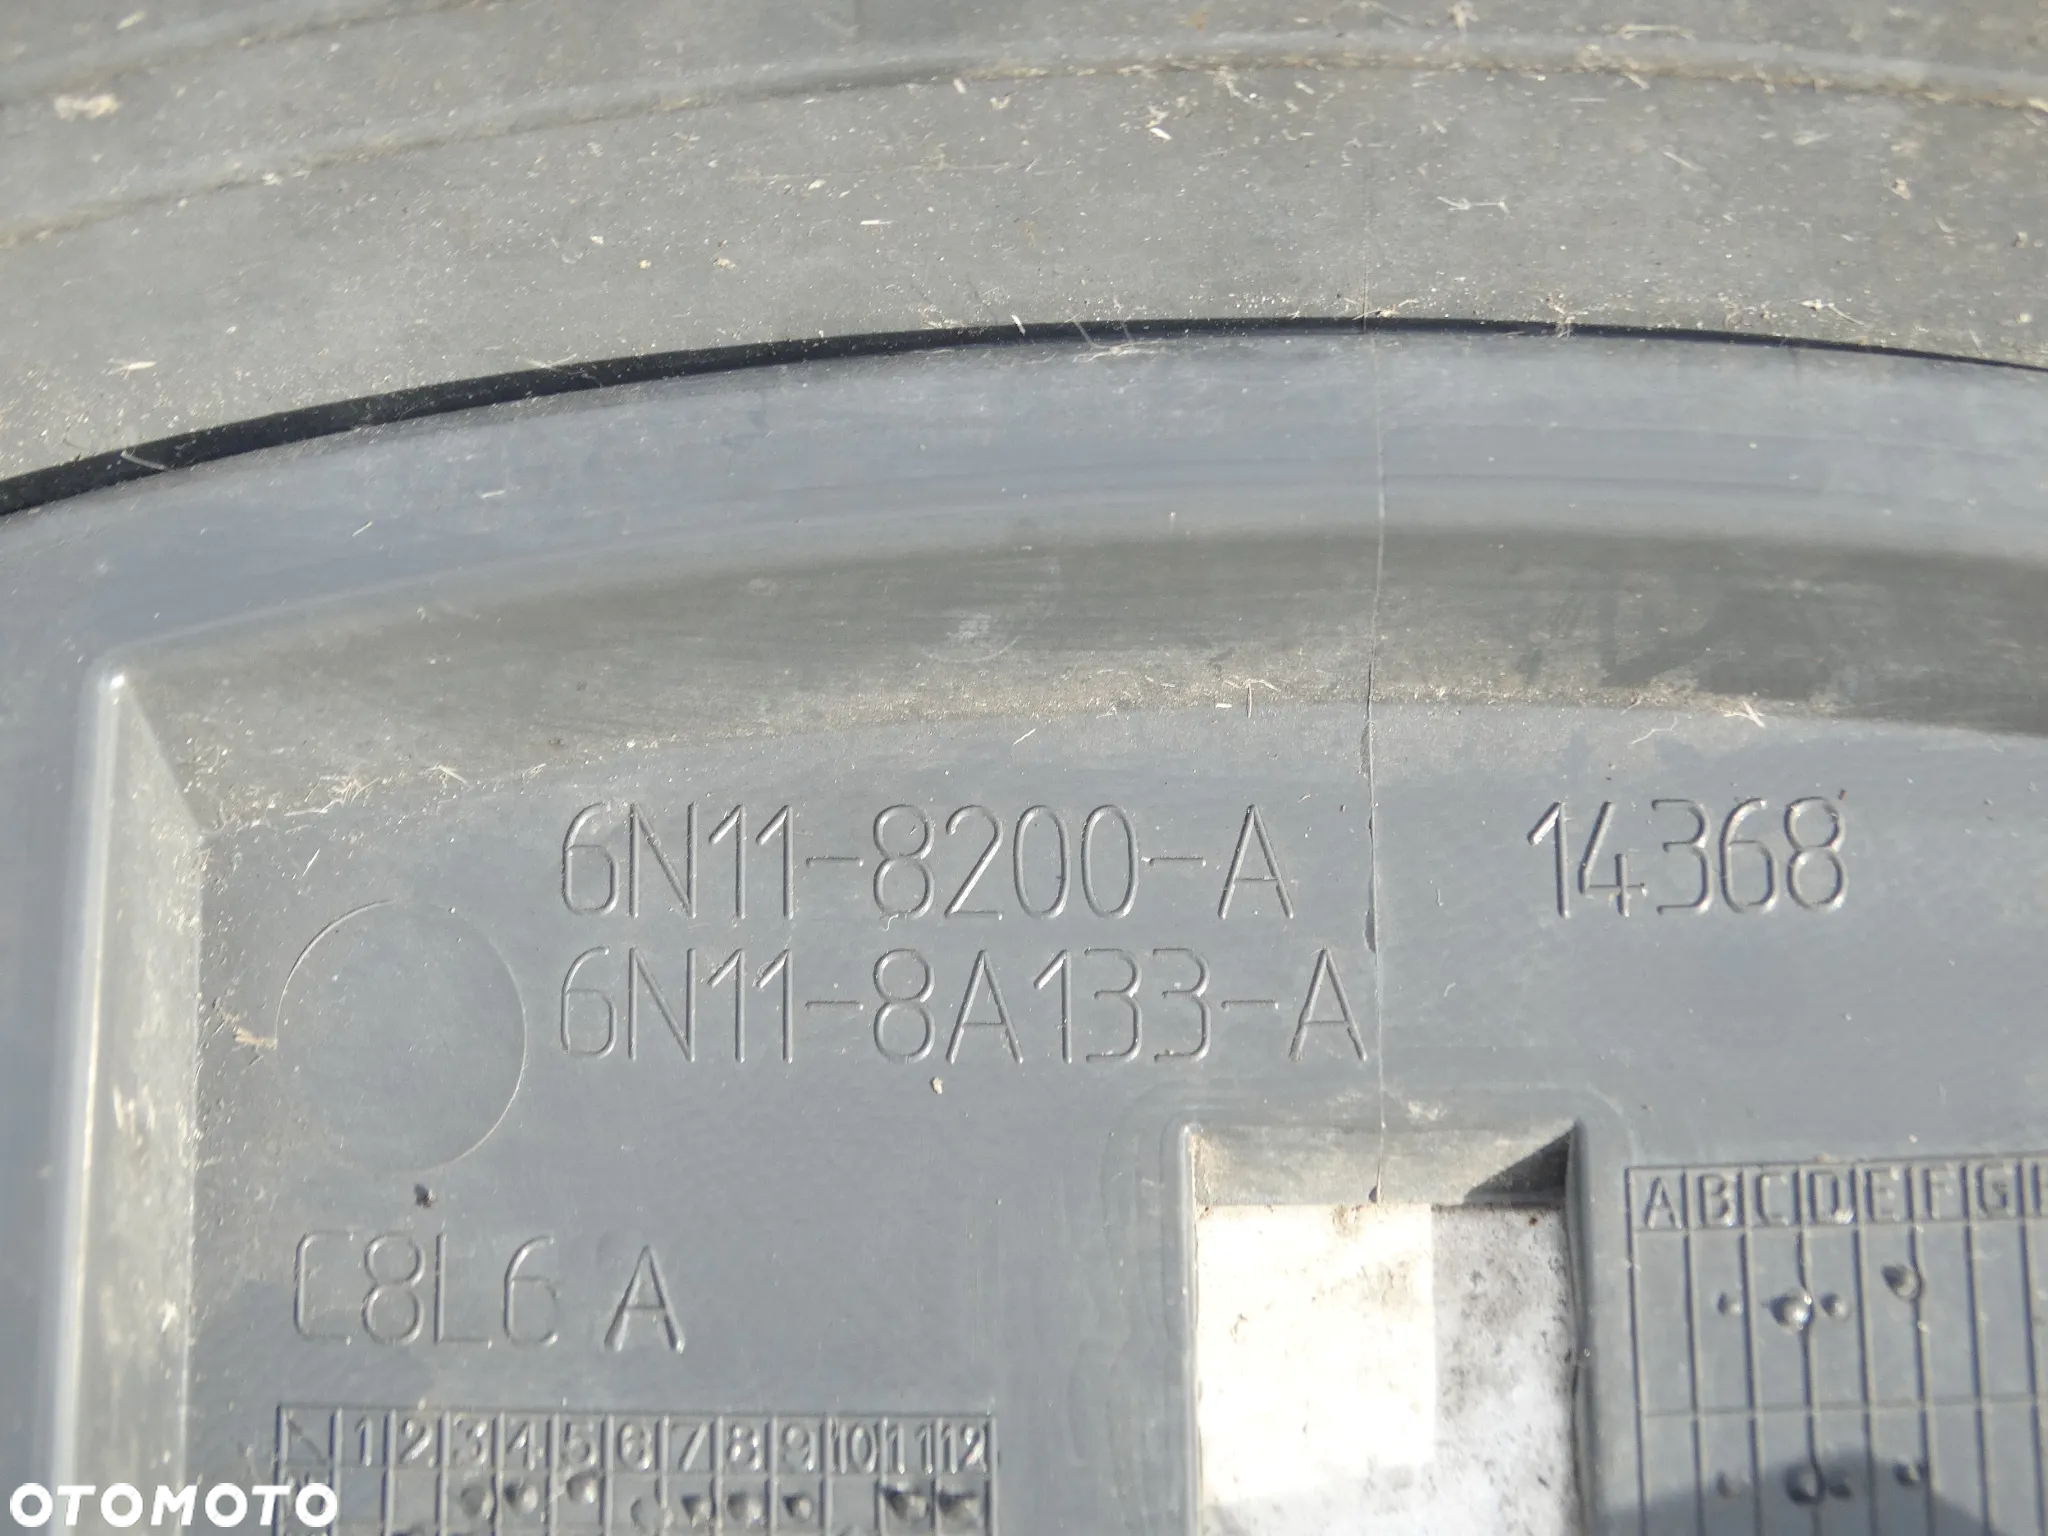 6N11-8200-A 14368
6N11-8A133-A
C8L6 A
A B C D E F G
1 2 3 4 5 6 7 8 9 10 11 12
OTOMOTO